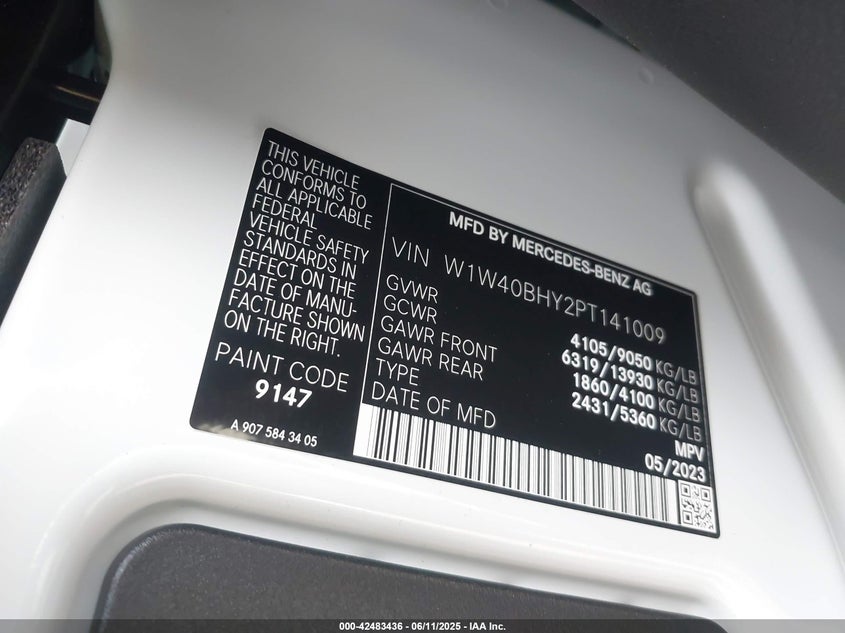 THIS VEHICLE
CONFORMS TO
ALL APPLICABLE
FEDERAL
VEHICLE SAFETY
STANDARDS IN
EFFECT ON THE
DATE OF MANU-
FACTURE SHOWN
ON THE RIGHT.
PAINT CODE
9147
A 907 584 34 05
MFD BY MERCEDES-BENZ AG
VIN W1W40BHY2PT141009
GVWR 4105/9050 KG/LB
GCWR 6319/13930 KG/LB
GAWR FRONT 1860/4100 KG/LB
GAWR REAR 2431/5360 KG/LB
TYPE MPV
DATE OF MFD 05/2023
000-42483436 - 06/11/2025 - IAA Inc.